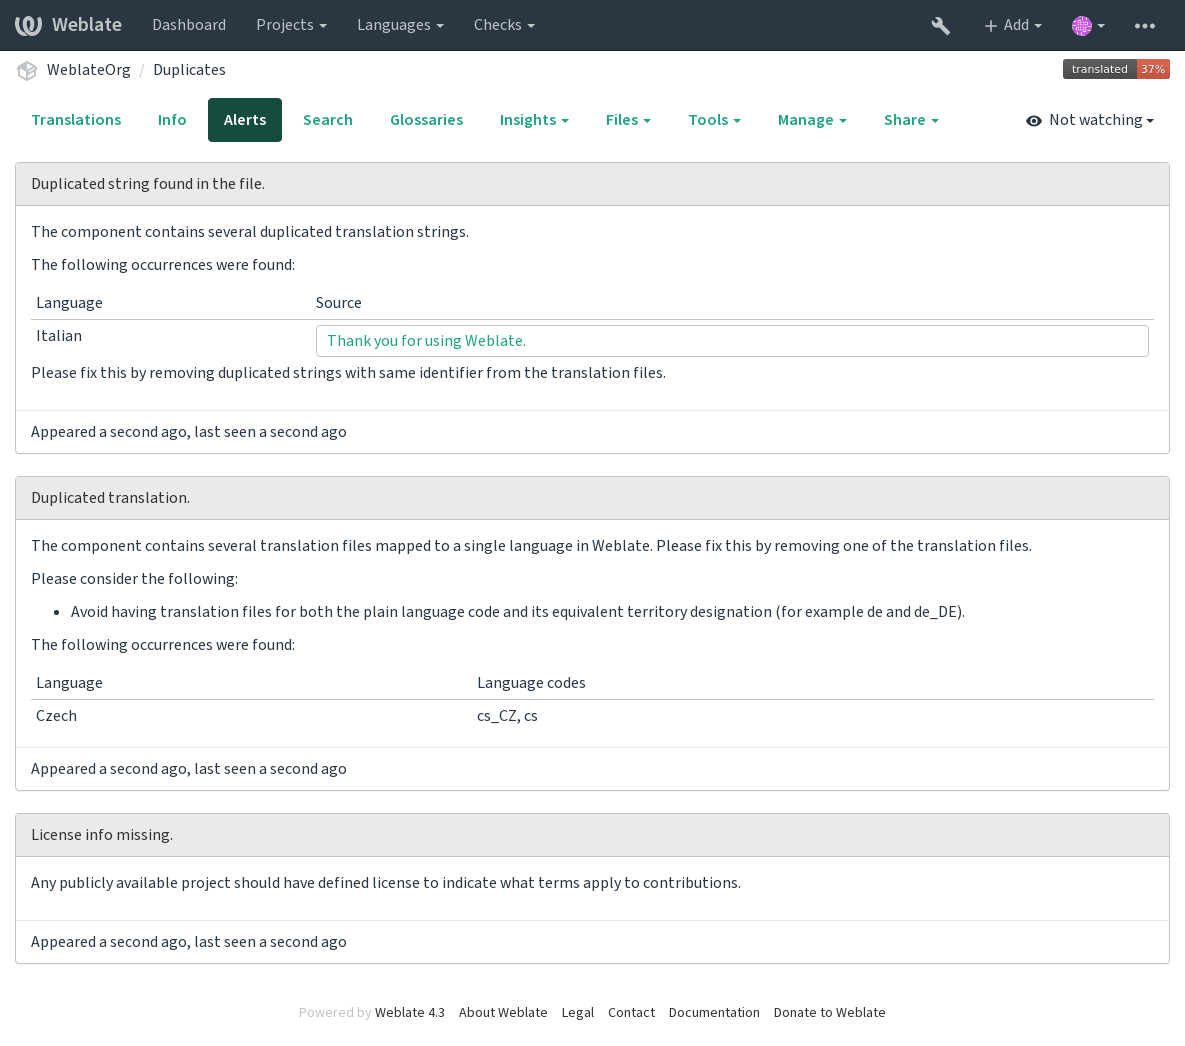 Weblate Dashboard Projects Languages Checks Add
WeblateOrg / Duplicates translated 37%
Translations Info Alerts Search Glossaries Insights Files Tools Manage Share Not watching
Duplicated string found in the file.
The component contains several duplicated translation strings.
The following occurrences were found:
Language Source
Italian Thank you for using Weblate.
Please fix this by removing duplicated strings with same identifier from the translation files.
Appeared a second ago, last seen a second ago
Duplicated translation.
The component contains several translation files mapped to a single language in Weblate. Please fix this by removing one of the translation files.
Please consider the following:
• Avoid having translation files for both the plain language code and its equivalent territory designation (for example de and de_DE).
The following occurrences were found:
Language Language codes
Czech cs_CZ, cs
Appeared a second ago, last seen a second ago
License info missing.
Any publicly available project should have defined license to indicate what terms apply to contributions.
Appeared a second ago, last seen a second ago
Powered by Weblate 4.3 About Weblate Legal Contact Documentation Donate to Weblate